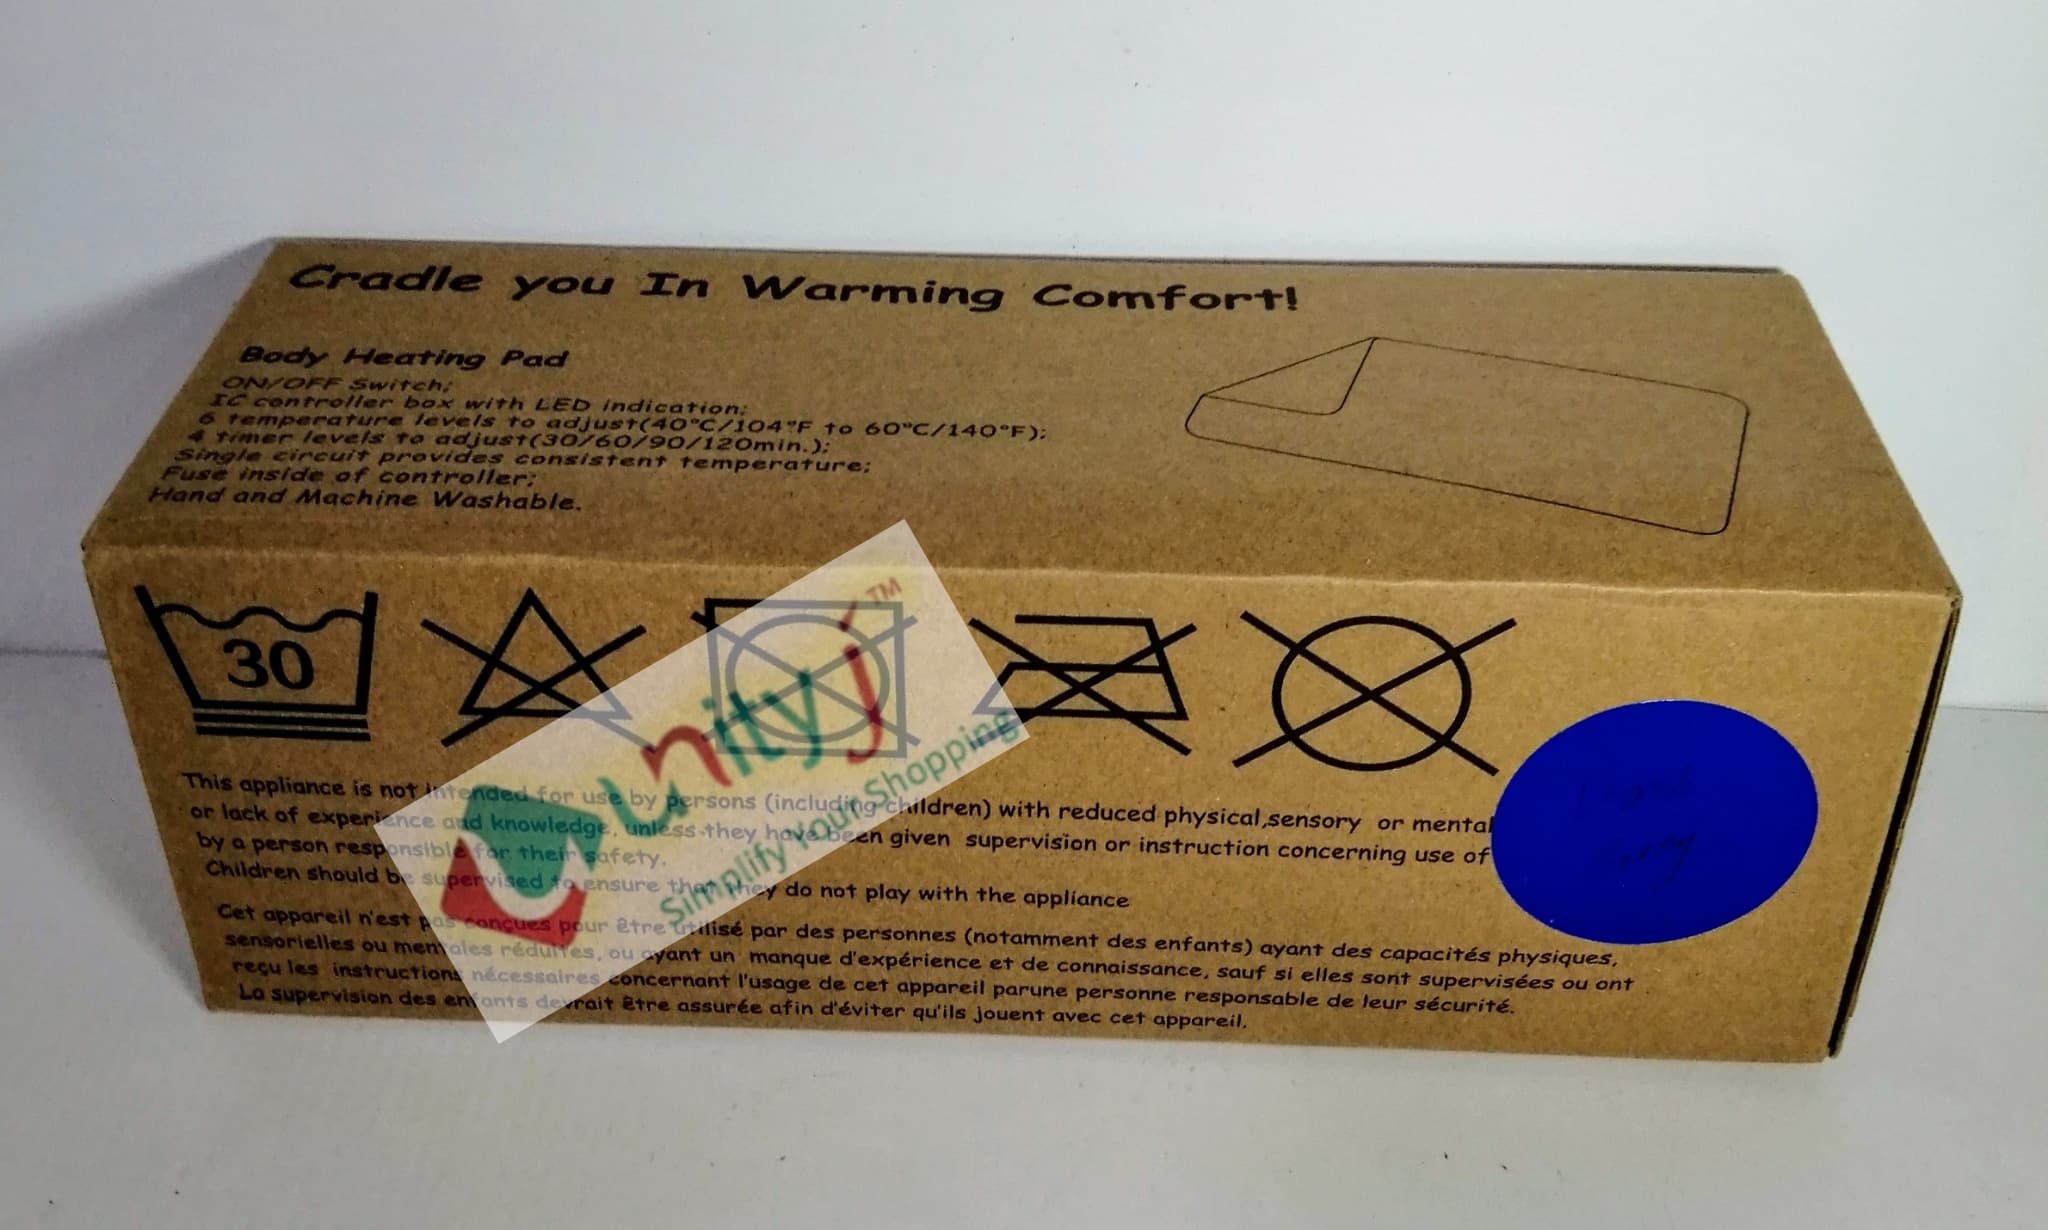 Cradle you In Warming Comfort!
Body Heating Pad
ON/OFF Switch;
IC controller box with LED indication;
6 temperature levels to adjust(40°C/104°F to 60°C/140°F);
4 timer levels to adjust(30/60/90/120min.);
Single circuit provides consistent temperature;
Fuse inside of controller;
Hand and Machine Washable.
30
This appliance is not intended for use by persons (including children) with reduced physical,sensory or mental
or lack of experience and knowledge, unless they have been given supervision or instruction concerning use of
by a person responsible for their safety.
Children should be supervised to ensure that they do not play with the appliance
Cet appareil n'est pas conçues pour être utilisé par des personnes (notamment des enfants) ayant des capacités physiques,
sensorielles ou mentales réduites, ou ayant un manque d'expérience et de connaissance, sauf si elles sont supervisées ou ont
reçu les instructions nécessaires concernant l'usage de cet appareil parune personne responsable de leur sécurité.
La supervision des enfants devrait être assurée afin d'éviter qu'ils jouent avec cet appareil.
TM
Simplify Your Shopping